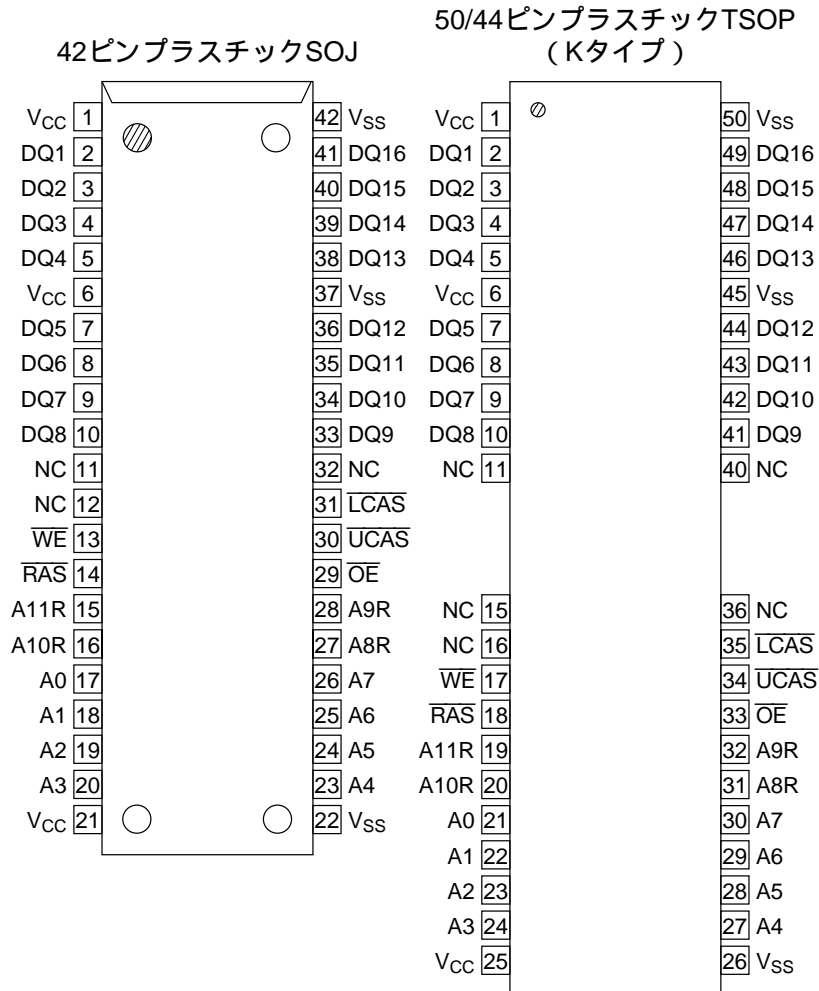 42ピンプラスチックSOJ
VCC 1 42 VSS
DQ1 2 41 DQ16
DQ2 3 40 DQ15
DQ3 4 39 DQ14
DQ4 5 38 DQ13
VCC 6 37 VSS
DQ5 7 36 DQ12
DQ6 8 35 DQ11
DQ7 9 34 DQ10
DQ8 10 33 DQ9
NC 11 32 NC
NC 12 31 L̅C̅A̅S̅
W̅E̅ 13 30 U̅C̅A̅S̅
R̅A̅S̅ 14 29 O̅E̅
A11R 15 28 A9R
A10R 16 27 A8R
A0 17 26 A7
A1 18 25 A6
A2 19 24 A5
A3 20 23 A4
VCC 21 22 VSS
50/44ピンプラスチックTSOP
(Kタイプ)
VCC 1 50 VSS
DQ1 2 49 DQ16
DQ2 3 48 DQ15
DQ3 4 47 DQ14
DQ4 5 46 DQ13
VCC 6 45 VSS
DQ5 7 44 DQ12
DQ6 8 43 DQ11
DQ7 9 42 DQ10
DQ8 10 41 DQ9
NC 11 40 NC
NC 15 36 NC
NC 16 35 L̅C̅A̅S̅
W̅E̅ 17 34 U̅C̅A̅S̅
R̅A̅S̅ 18 33 O̅E̅
A11R 19 32 A9R
A10R 20 31 A8R
A0 21 30 A7
A1 22 29 A6
A2 23 28 A5
A3 24 27 A4
VCC 25 26 VSS